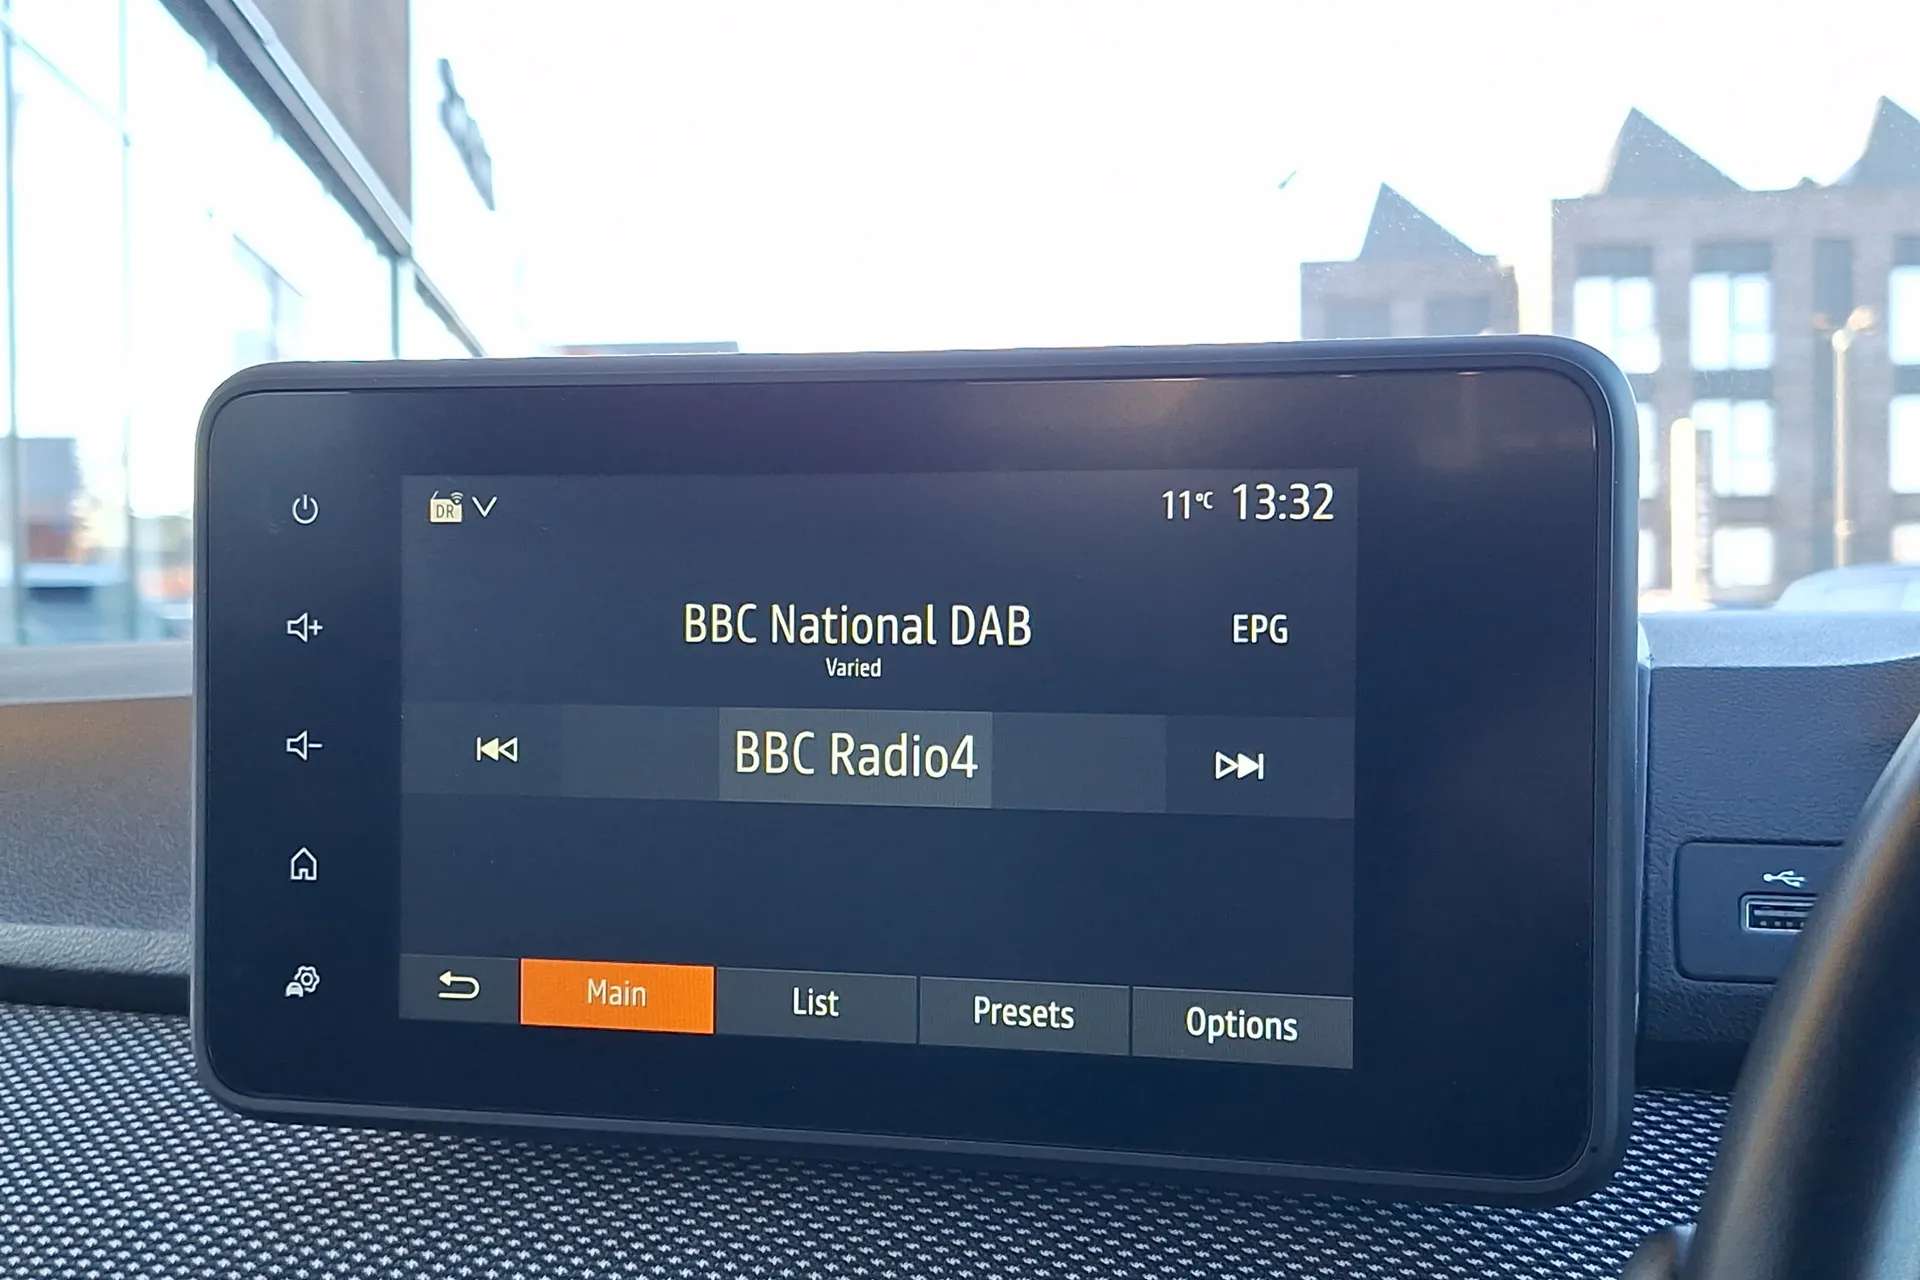 DR
11°C 13:32
BBC National DAB
EPG
Varied
BBC Radio4
Main
List
Presets
Options